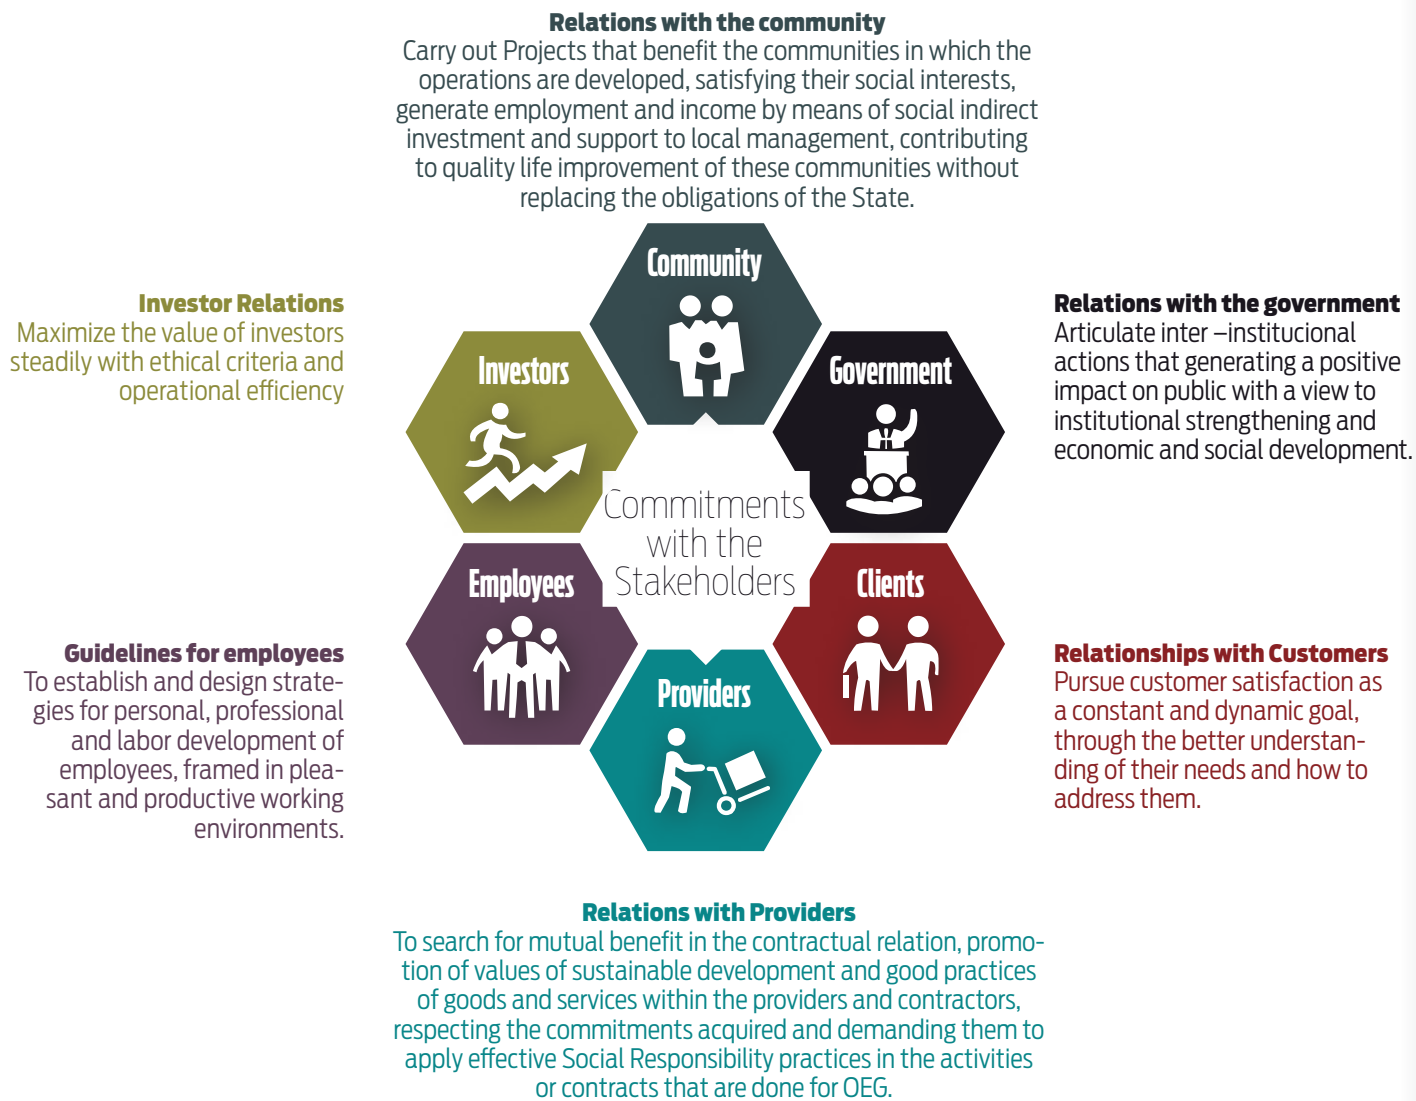 Relations with the community
Carry out Projects that benefit the communities in which the
operations are developed, satisfying their social interests,
generate employment and income by means of social indirect
investment and support to local management, contributing
to quality life improvement of these communities without
replacing the obligations of the State.
Community
Investor Relations
Maximize the value of investors
steadily with ethical criteria and
operational efficiency
Investors
Government
Relations with the government
Articulate inter –institucional
actions that generating a positive
impact on public with a view to
institutional strengthening and
economic and social development.
Commitments
with the
Stakeholders
Employees
Clients
Guidelines for employees
To establish and design strate-
gies for personal, professional
and labor development of
employees, framed in plea-
sant and productive working
environments.
Providers
Relationships with Customers
Pursue customer satisfaction as
a constant and dynamic goal,
through the better understan-
ding of their needs and how to
address them.
Relations with Providers
To search for mutual benefit in the contractual relation, promo-
tion of values of sustainable development and good practices
of goods and services within the providers and contractors,
respecting the commitments acquired and demanding them to
apply effective Social Responsibility practices in the activities
or contracts that are done for OEG.